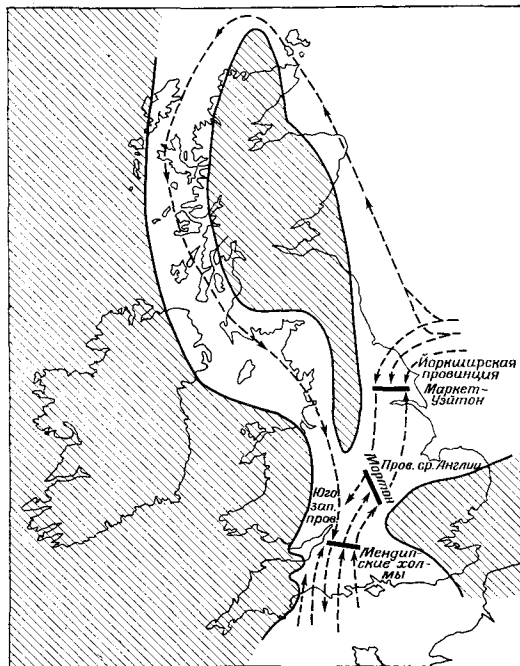 Йоркширская
провинция
Маркет-
Уэйтон
Пров. ср. Англии
Мортон
Юго
зап.
пров.
Мендип-
ские хол-
мы